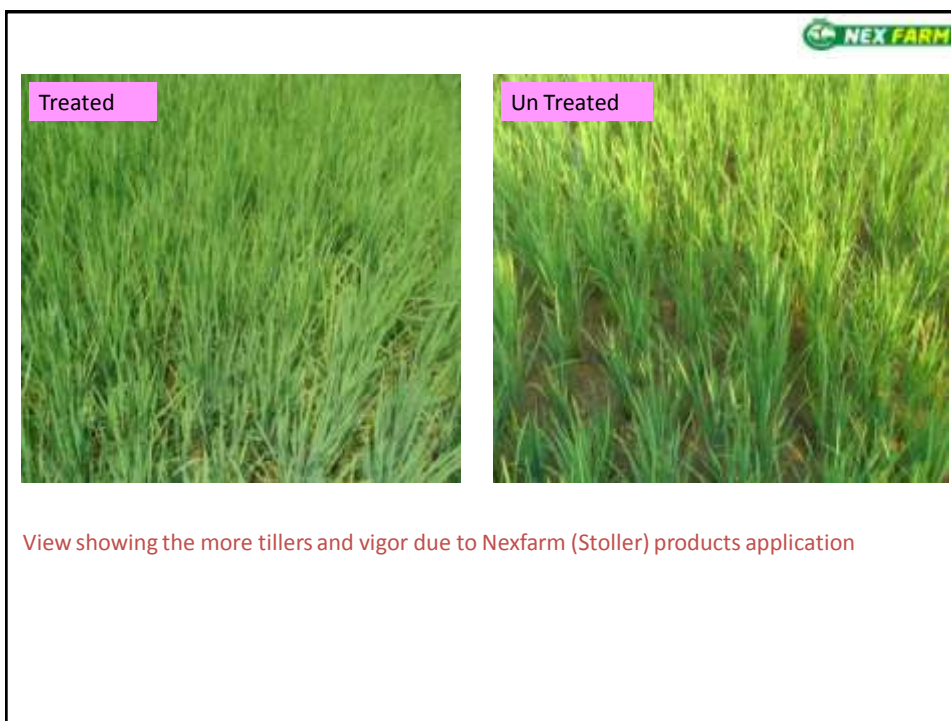 NEX FARM
Treated
Un Treated
View showing the more tillers and vigor due to Nexfarm (Stoller) products application